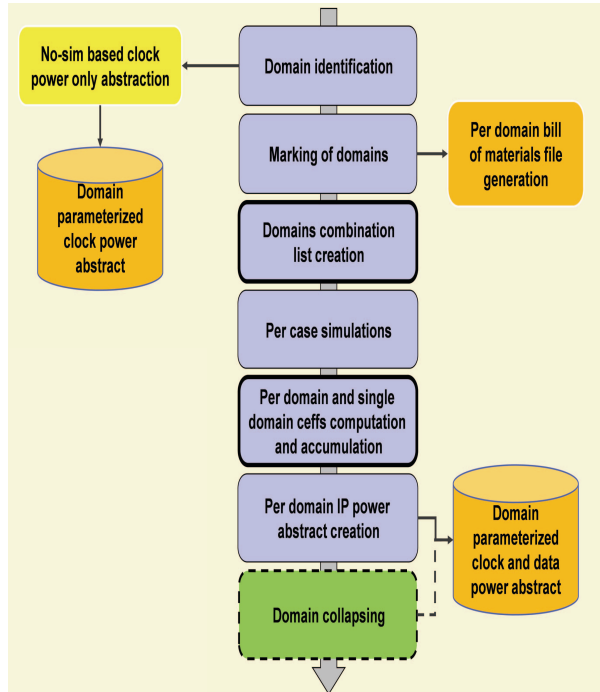 No-sim based clock
power only abstraction
Domain identification
Domain
parameterized
clock power
abstract
Marking of domains
Per domain bill
of materials file
generation
Domains combination
list creation
Per case simulations
Per domain and single
domain ceffs computation
and accumulation
Per domain IP power
abstract creation
Domain
parameterized
clock and data
power abstract
Domain collapsing